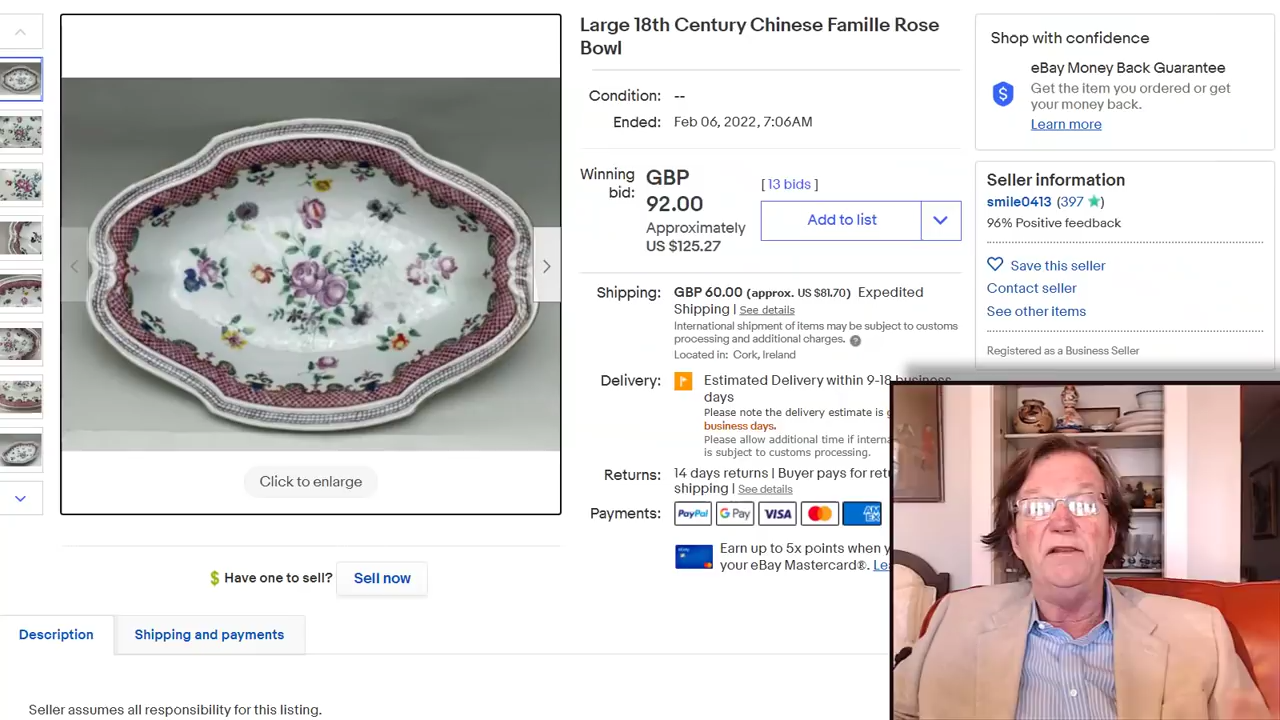 Large 18th Century Chinese Famille Rose
Bowl
Condition: --
Ended: Feb 06, 2022, 7:06AM
Winning
bid:
GBP
92.00
Approximately
US $125.27
[ 13 bids ]
Add to list
Shipping: GBP 60.00 (approx. US $81.70) Expedited
Shipping | See details
International shipment of items may be subject to customs
processing and additional charges.
Located in: Cork, Ireland
Delivery: Estimated Delivery within 9-18 business
days
Please note the delivery estimate is
business days.
Please allow additional time if
is subject to customs processing.
Returns: 14 days returns | Buyer pays for
shipping | See details
Payments: PayPal G Pay VISA AM EX
Earn up to 5x points when
your eBay Mastercard®.
Click to enlarge
$ Have one to sell? Sell now
Description
Shipping and payments
Seller assumes all responsibility for this listing.
Shop with confidence
eBay Money Back Guarantee
Get the item you ordered or get
your money back.
Learn more
Seller information
smile0413 (397)
96% Positive feedback
Save this seller
Contact seller
See other items
Registered as a Business Seller